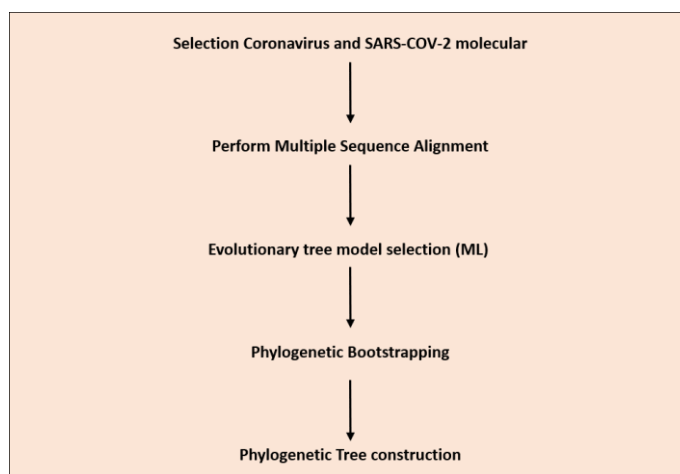 Selection Coronavirus and SARS-COV-2 molecular
Perform Multiple Sequence Alignment
Evolutionary tree model selection (ML)
Phylogenetic Bootstrapping
Phylogenetic Tree construction